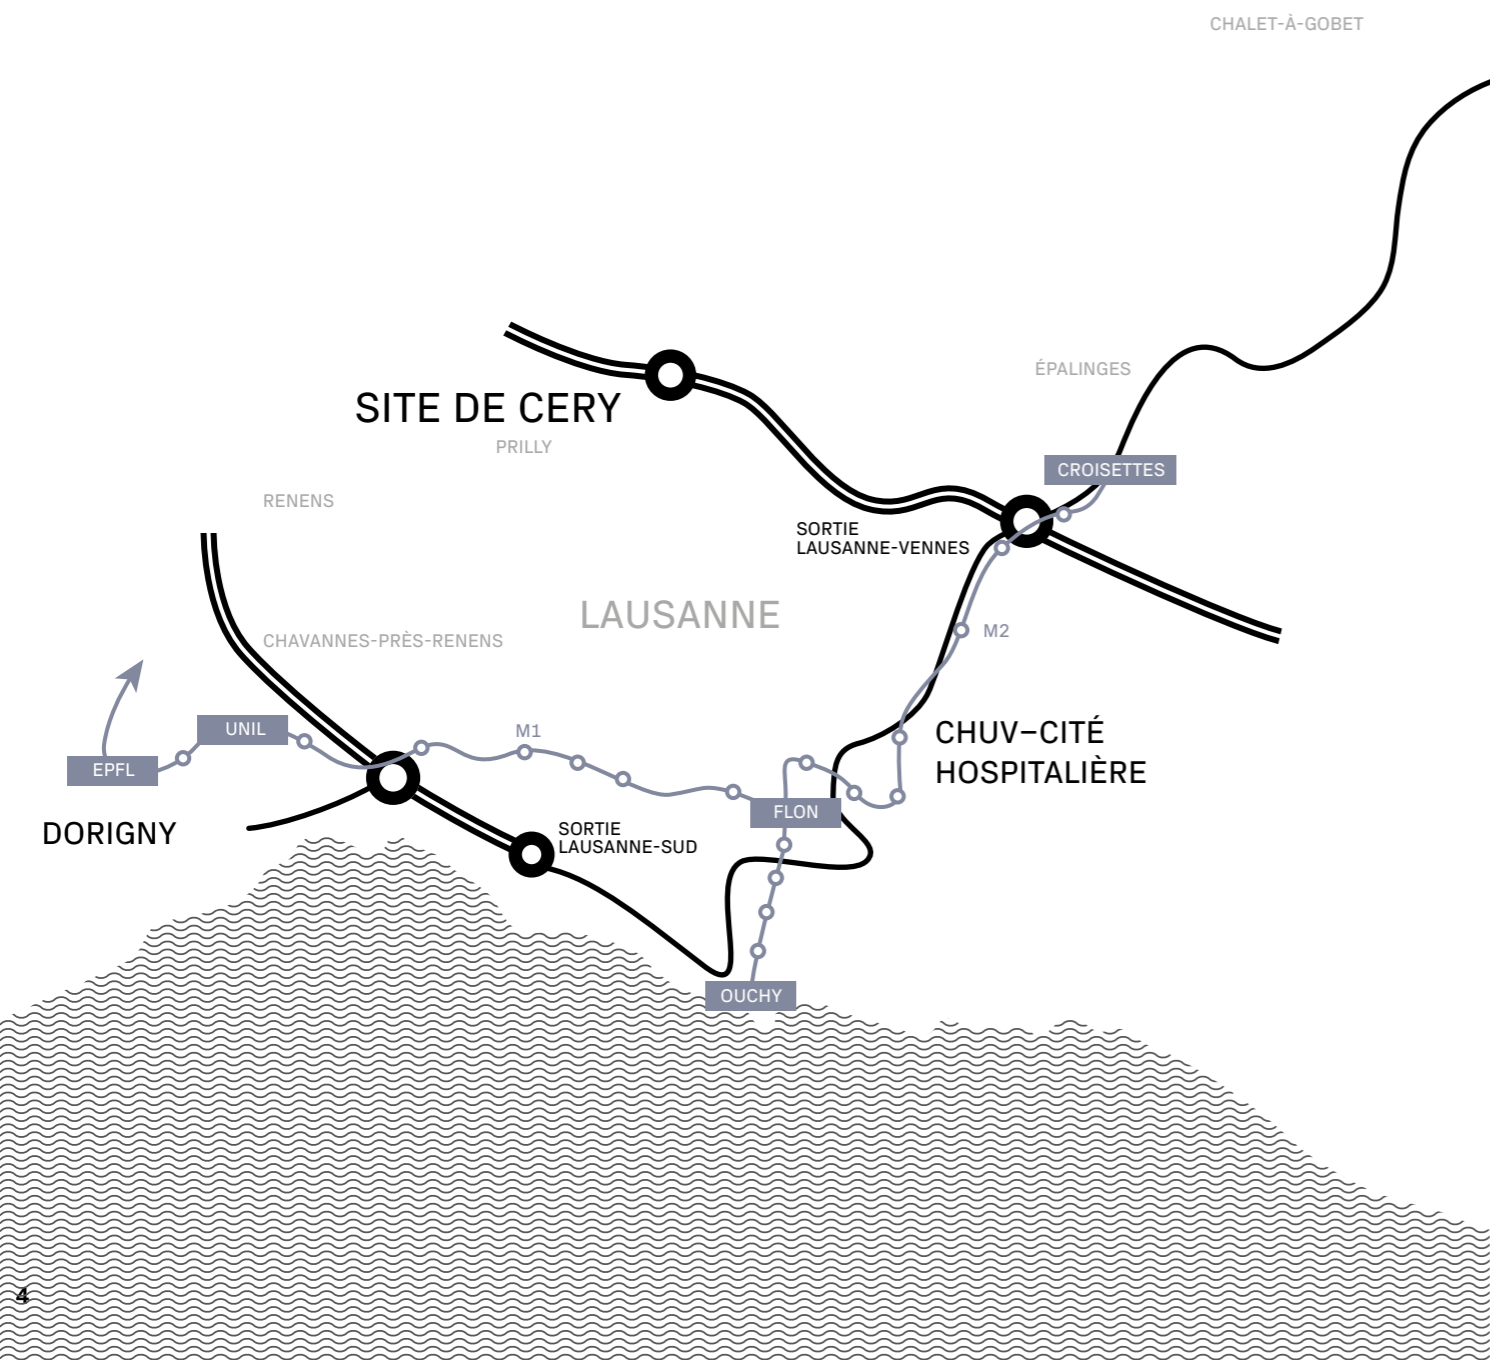 CHALET-À-GOBET
ÉPALINGES
SITE DE CERY
PRILLY
CROISETTES
RENENS
SORTIE
LAUSANNE-VENNES
LAUSANNE
M2
CHAVANNES-PRÈS-RENENS
UNIL
M1
CHUV–CITÉ
HOSPITALIÈRE
EPFL
FLON
DORIGNY
SORTIE
LAUSANNE-SUD
OUCHY
4